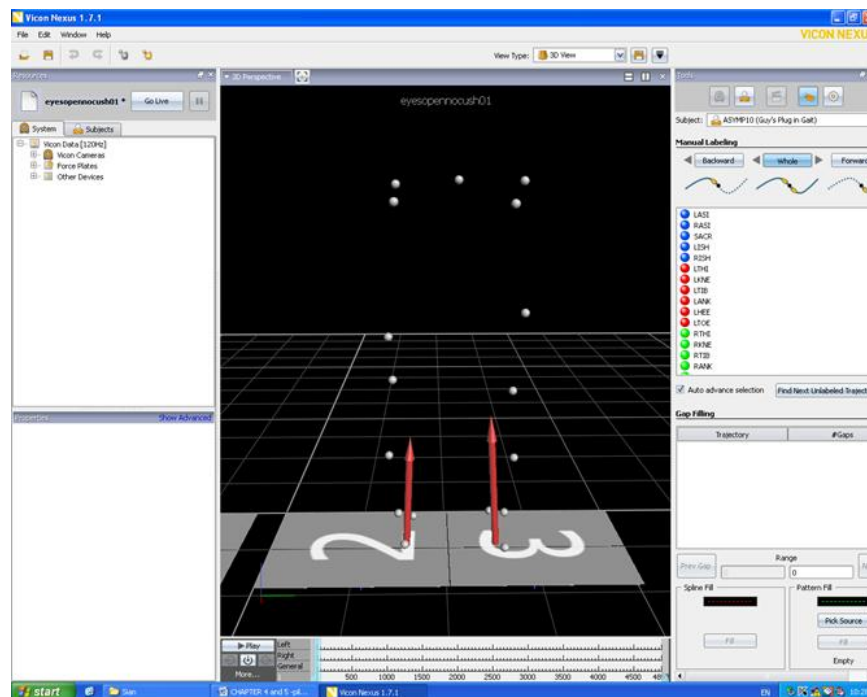 Vicon Nexus 1.7.1
File Edit Window Help
VICON NEXUS
View Type: 3D View
Resources
3D Perspective
Tools
eyesopennocush01 * Go Live
System Subjects
Vicon Data [120Hz]
Vicon Cameras
Force Plates
Other Devices
Properties Show Advanced
eyesopennocush01
2 3
Play
More...
Left
Right
General
500 1000 1500 2000 2500 3000 3500 4000 4500
Subject: ASYMP10 (Guy's Plug in Gait)
Manual Labeling
Backward Whole Forward
LASI
RASI
SACR
LISH
RISH
LTHI
LKNE
LTIB
LANK
LHEE
LTOE
RTHI
RKNE
RTIB
RANK
Auto advance selection Find Next Unlabeled Traject
Gap Filling
Trajectory #Gaps
Prev Gap Range N
0
Spline Fill Pattern Fill
Pick Source
Fill Fill
Empty
start Sian CHAPTER 4 and 5 -pil... Vicon Nexus 1.7.1 EN